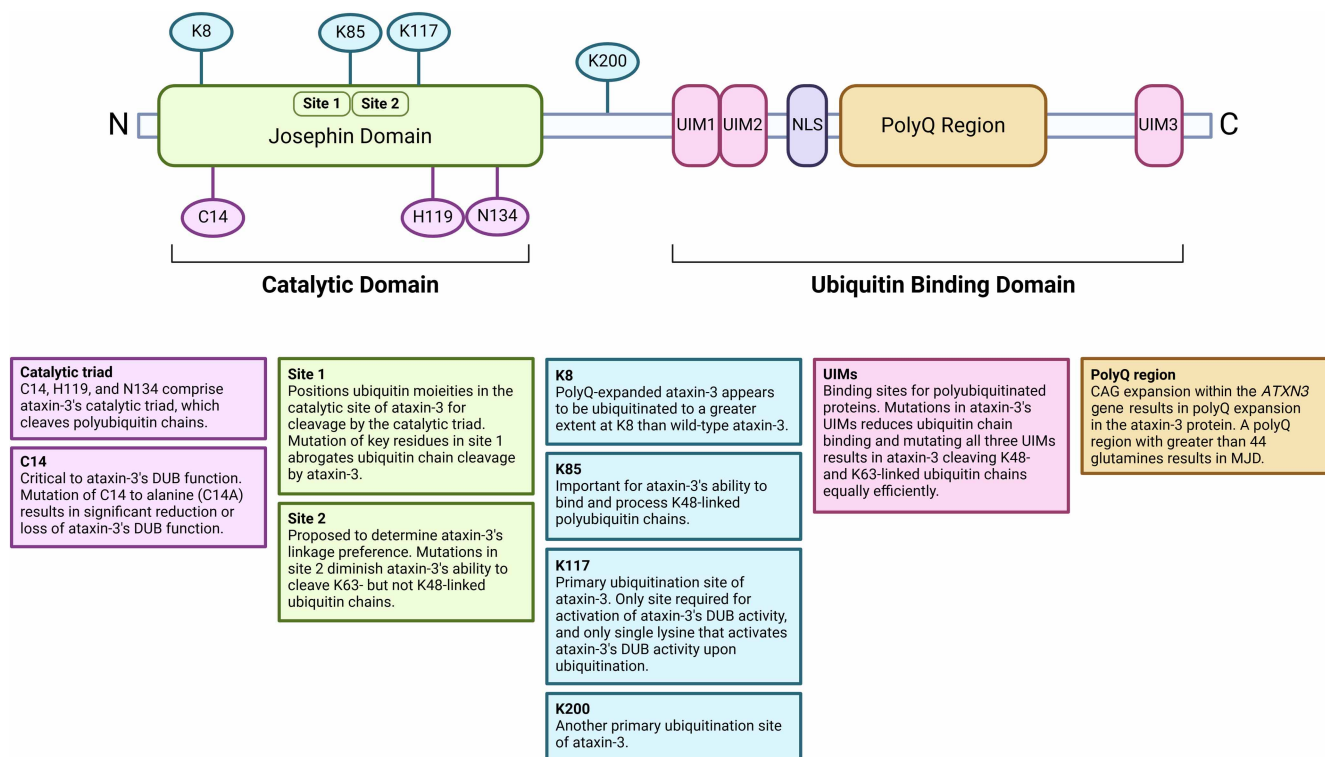 K8
K85
K117
K200
Site 1
Site 2
N
Josephin Domain
UIM1
UIM2
NLS
PolyQ Region
UIM3
C
C14
H119
N134
Catalytic Domain
Ubiquitin Binding Domain
Catalytic triad
C14, H119, and N134 comprise
ataxin-3's catalytic triad, which
cleaves polyubiquitin chains.
C14
Critical to ataxin-3's DUB function.
Mutation of C14 to alanine (C14A)
results in significant reduction or
loss of ataxin-3's DUB function.
Site 1
Positions ubiquitin moieties in the
catalytic site of ataxin-3 for
cleavage by the catalytic triad.
Mutation of key residues in site 1
abrogates ubiquitin chain cleavage
by ataxin-3.
Site 2
Proposed to determine ataxin-3's
linkage preference. Mutations in
site 2 diminish ataxin-3's ability to
cleave K63- but not K48-linked
ubiquitin chains.
K8
PolyQ-expanded ataxin-3 appears
to be ubiquitinated to a greater
extent at K8 than wild-type ataxin-3.
K85
Important for ataxin-3's ability to
bind and process K48-linked
polyubiquitin chains.
K117
Primary ubiquitination site of
ataxin-3. Only site required for
activation of ataxin-3's DUB activity,
and only single lysine that activates
ataxin-3's DUB activity upon
ubiquitination.
K200
Another primary ubiquitination site
of ataxin-3.
UIMs
Binding sites for polyubiquitinated
proteins. Mutations in ataxin-3's
UIMs reduces ubiquitin chain
binding and mutating all three UIMs
results in ataxin-3 cleaving K48-
and K63-linked ubiquitin chains
equally efficiently.
PolyQ region
CAG expansion within the ATXN3
gene results in polyQ expansion
in the ataxin-3 protein. A polyQ
region with greater than 44
glutamines results in MJD.